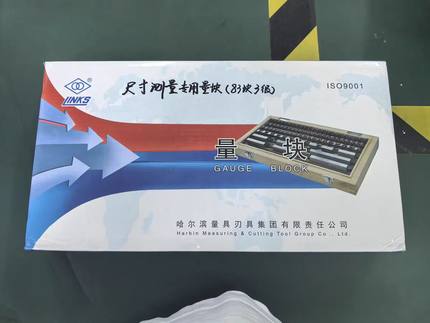 尺寸测量专用量块(83块3级)
ISO9001
®
LINKS
量块
GAUGE BLOCK
哈尔滨量具刃具集团有限责任公司
Harbin Measuring & Cutting Tool Group Co., Ltd.